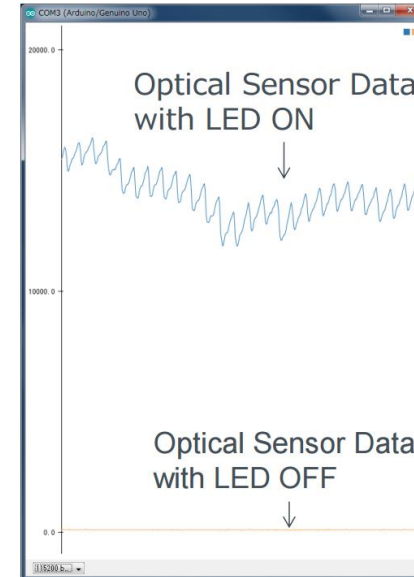 COM3 (Arduino/Genuino Uno)
20000.0
Optical Sensor Data
with LED ON
10000.0
Optical Sensor Data
with LED OFF
0.0
115200 b...